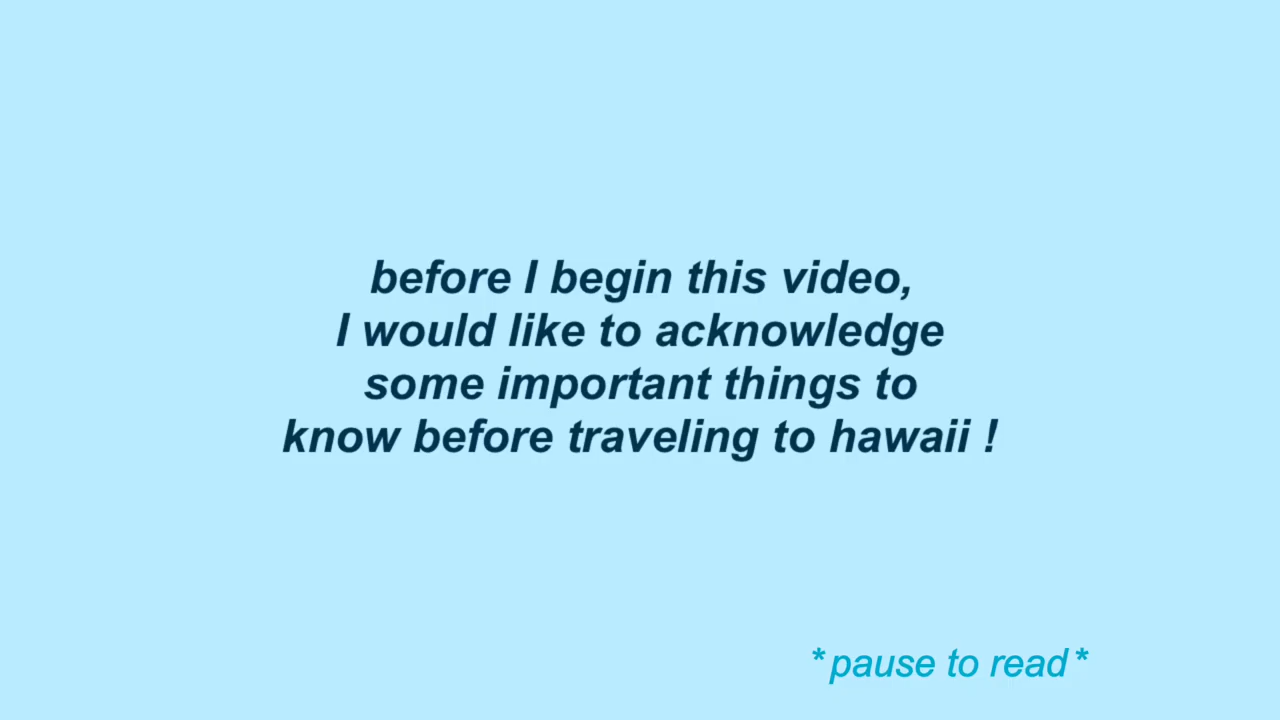 before I begin this video,
I would like to acknowledge
some important things to
know before traveling to hawaii !
*pause to read*